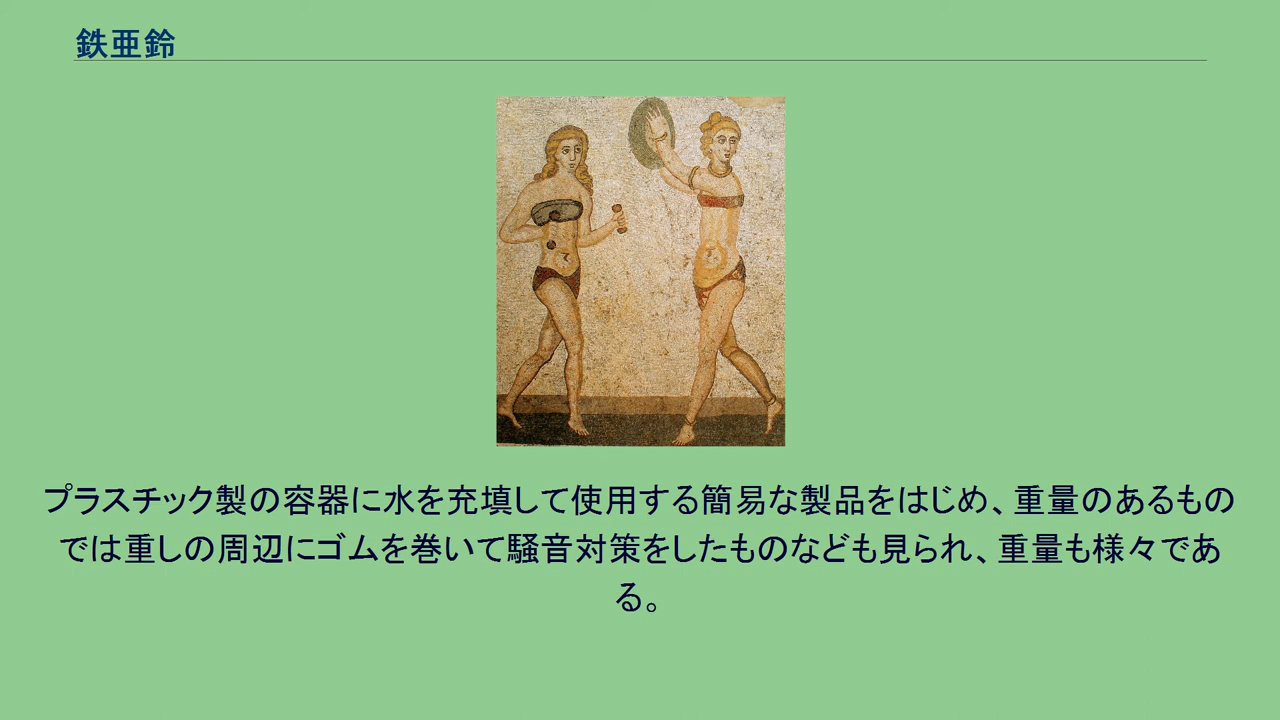 鉄亜鈴
プラスチック製の容器に水を充填して使用する簡易な製品をはじめ、重量のあるもの
では重しの周辺にゴムを巻いて騒音対策をしたものなども見られ、重量も様々であ
る。